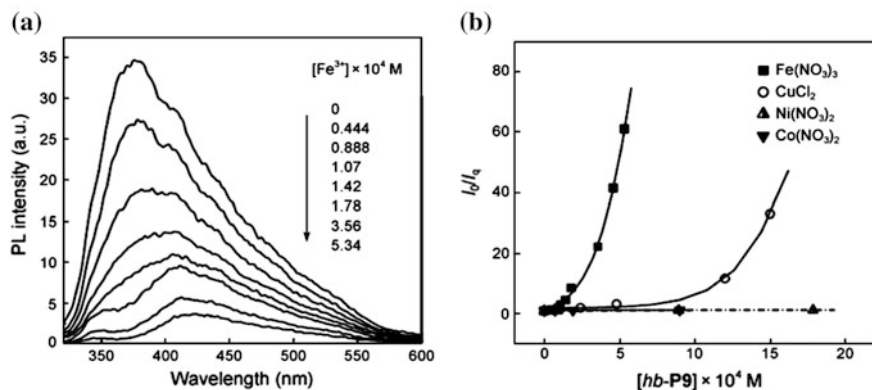 (a)
PL intensity (a.u.)
35
30
25
20
15
10
5
0
350 400 450 500 550 600
Wavelength (nm)
[Fe³⁺] × 10⁴ M
0
0.444
0.888
1.07
1.42
1.78
3.56
5.34
(b)
I₀/I_q
80
60
40
20
0
0 5 10 15 20
[hb-P9] × 10⁴ M
Fe(NO₃)₃
CuCl₂
Ni(NO₃)₂
Co(NO₃)₂